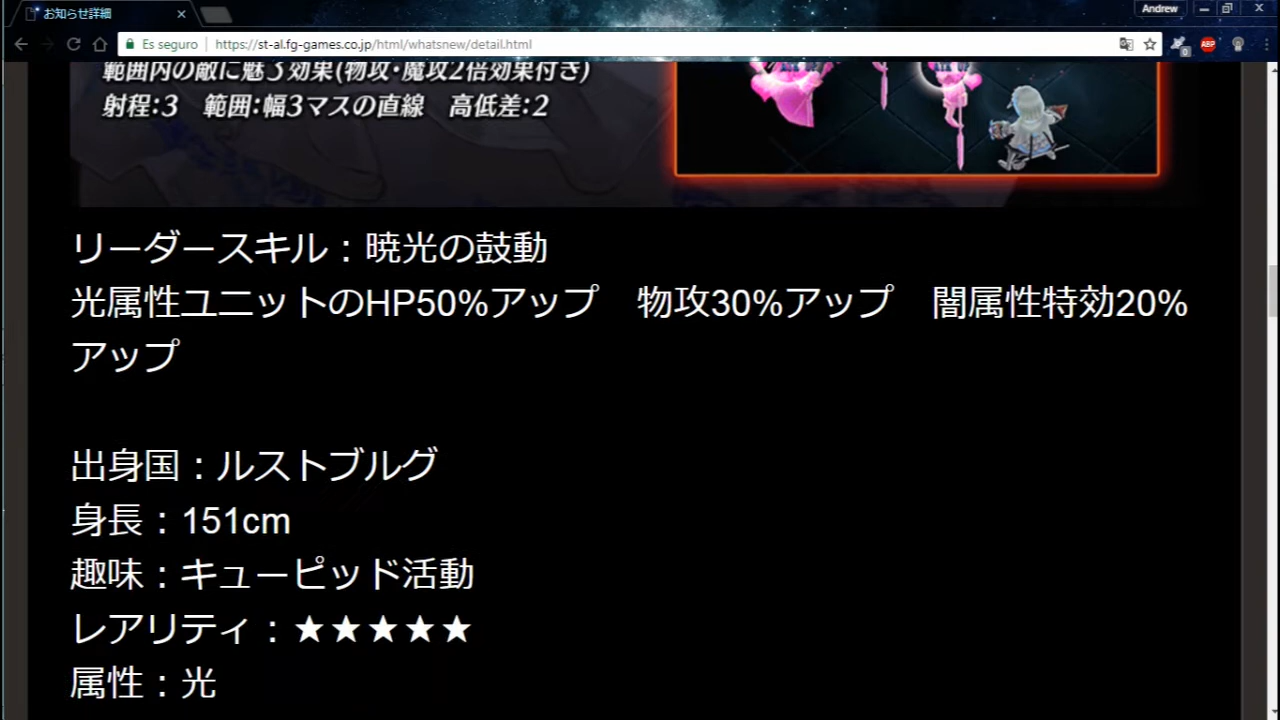 お知らせ詳細
Andrew
Es seguro
https://st-al.fg-games.co.jp/html/whatsnew/detail.html
ABP
0
範囲内の敵に魅了効果(物攻・魔攻2倍効果付き)
射程:3　範囲:幅3マスの直線　高低差:2
リーダースキル：暁光の鼓動
光属性ユニットのHP50%アップ　物攻30%アップ　闇属性特効20%
アップ
出身国：ルストブルグ
身長：151cm
趣味：キューピッド活動
レアリティ：★★★★★
属性：光